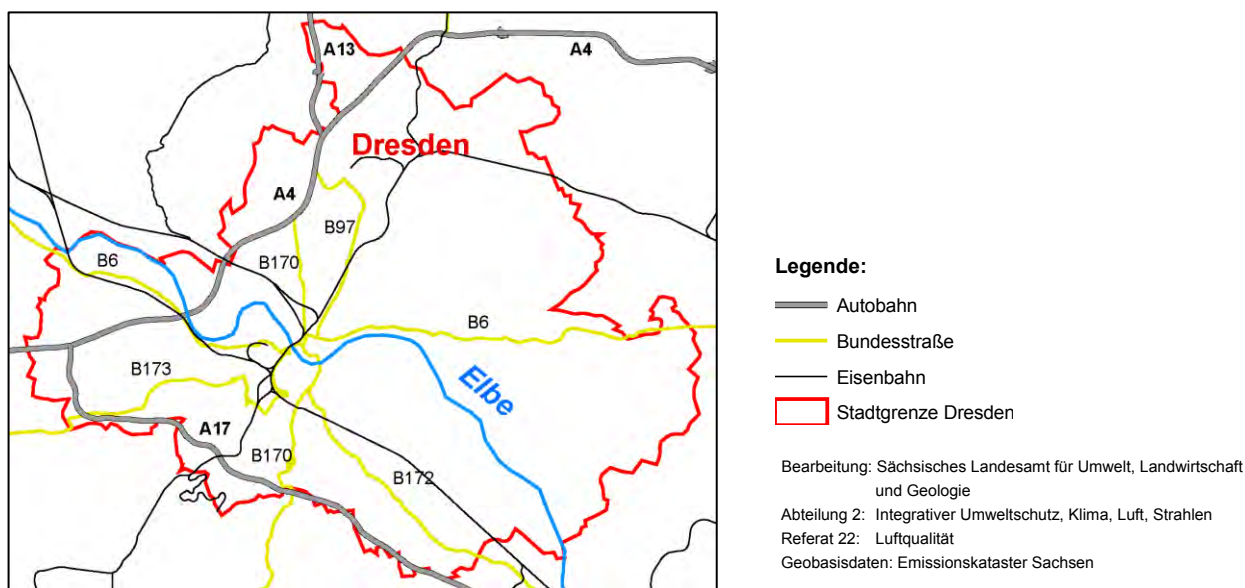 A13
A4
Dresden
A4
B97
B6
B170
B6
B173
Elbe
A17
B170
B172
Legende:
Autobahn
Bundesstraße
Eisenbahn
Stadtgrenze Dresden
Bearbeitung: Sächsisches Landesamt für Umwelt, Landwirtschaft
und Geologie
Abteilung 2: Integrativer Umweltschutz, Klima, Luft, Strahlen
Referat 22: Luftqualität
Geobasisdaten: Emissionskataster Sachsen